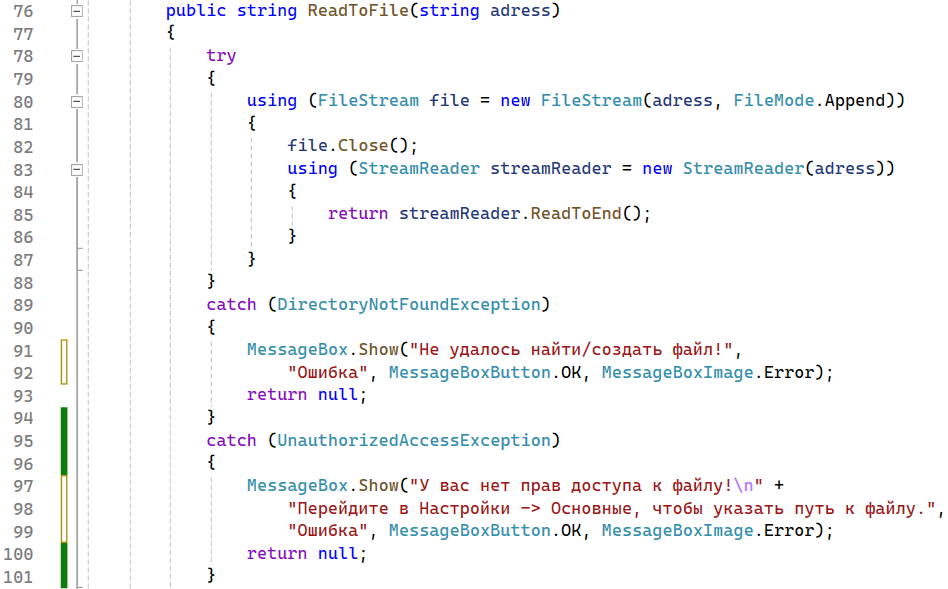 76 public string ReadToFile(string adress)
77 {
78 try
79 {
80 using (FileStream file = new FileStream(adress, FileMode.Append))
81 {
82 file.Close();
83 using (StreamReader streamReader = new StreamReader(adress))
84 {
85 return streamReader.ReadToEnd();
86 }
87 }
88 }
89 catch (DirectoryNotFoundException)
90 {
91 MessageBox.Show("Не удалось найти/создать файл!",
92 "Ошибка", MessageBoxButton.OK, MessageBoxImage.Error);
93 return null;
94 }
95 catch (UnauthorizedAccessException)
96 {
97 MessageBox.Show("У вас нет прав доступа к файлу!\n" +
98 "Перейдите в Настройки -> Основные, чтобы указать путь к файлу.",
99 "Ошибка", MessageBoxButton.OK, MessageBoxImage.Error);
100 return null;
101 }